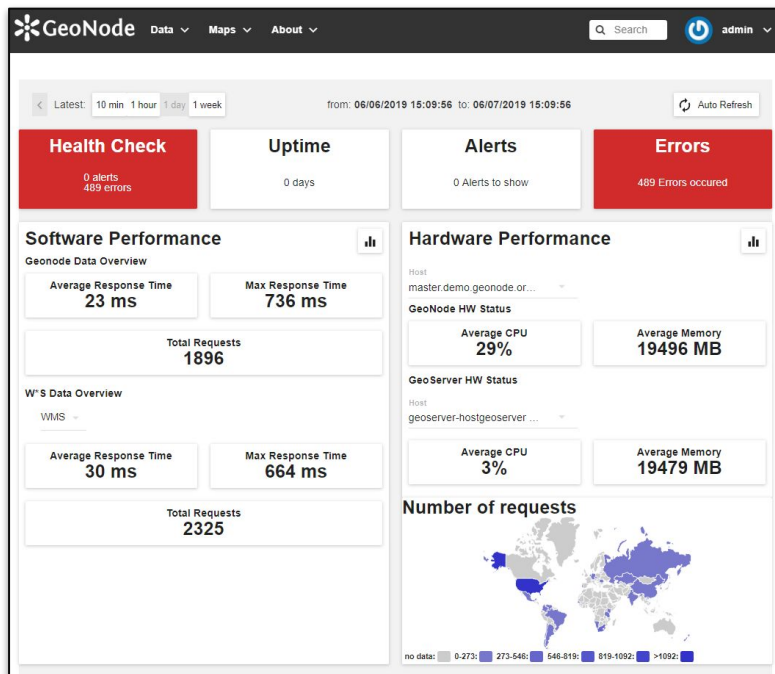 GeoNode Data Maps About Search admin
Latest: 10 min 1 hour 1 day 1 week from: 06/06/2019 15:09:56 to: 06/07/2019 15:09:56 Auto Refresh
Health Check
0 alerts
489 errors
Uptime
0 days
Alerts
0 Alerts to show
Errors
489 Errors occured
Software Performance
Geonode Data Overview
Average Response Time
23 ms
Max Response Time
736 ms
Total Requests
1896
W*S Data Overview
WMS
Average Response Time
30 ms
Max Response Time
664 ms
Total Requests
2325
Hardware Performance
Host
master.demo.geonode.or...
GeoNode HW Status
Average CPU
29%
Average Memory
19496 MB
GeoServer HW Status
Host
geoserver-hostgeoserver ...
Average CPU
3%
Average Memory
19479 MB
Number of requests
no data: 0-273: 273-546: 546-819: 819-1092: >1092: